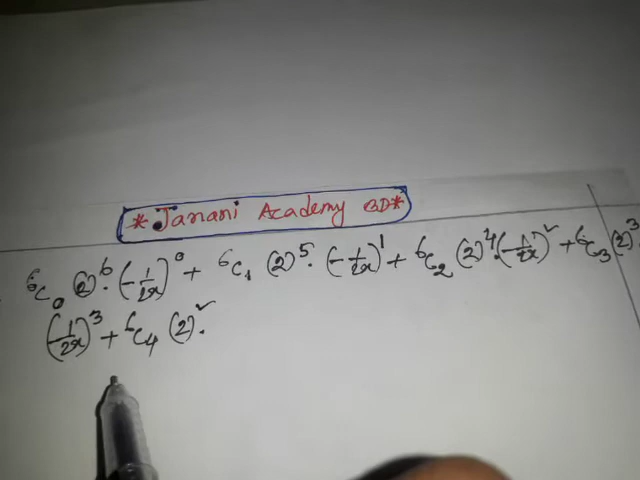 *Janani Academy BD*
⁶C₀ (2)⁶·(-1/2x)⁰ + ⁶C₁ (2)⁵·(-1/2x)¹ + ⁶C₂ (2)⁴·(-1/2x)² + ⁶C₃ (2)³·
(-1/2x)³ + ⁶C₄ (2)²·